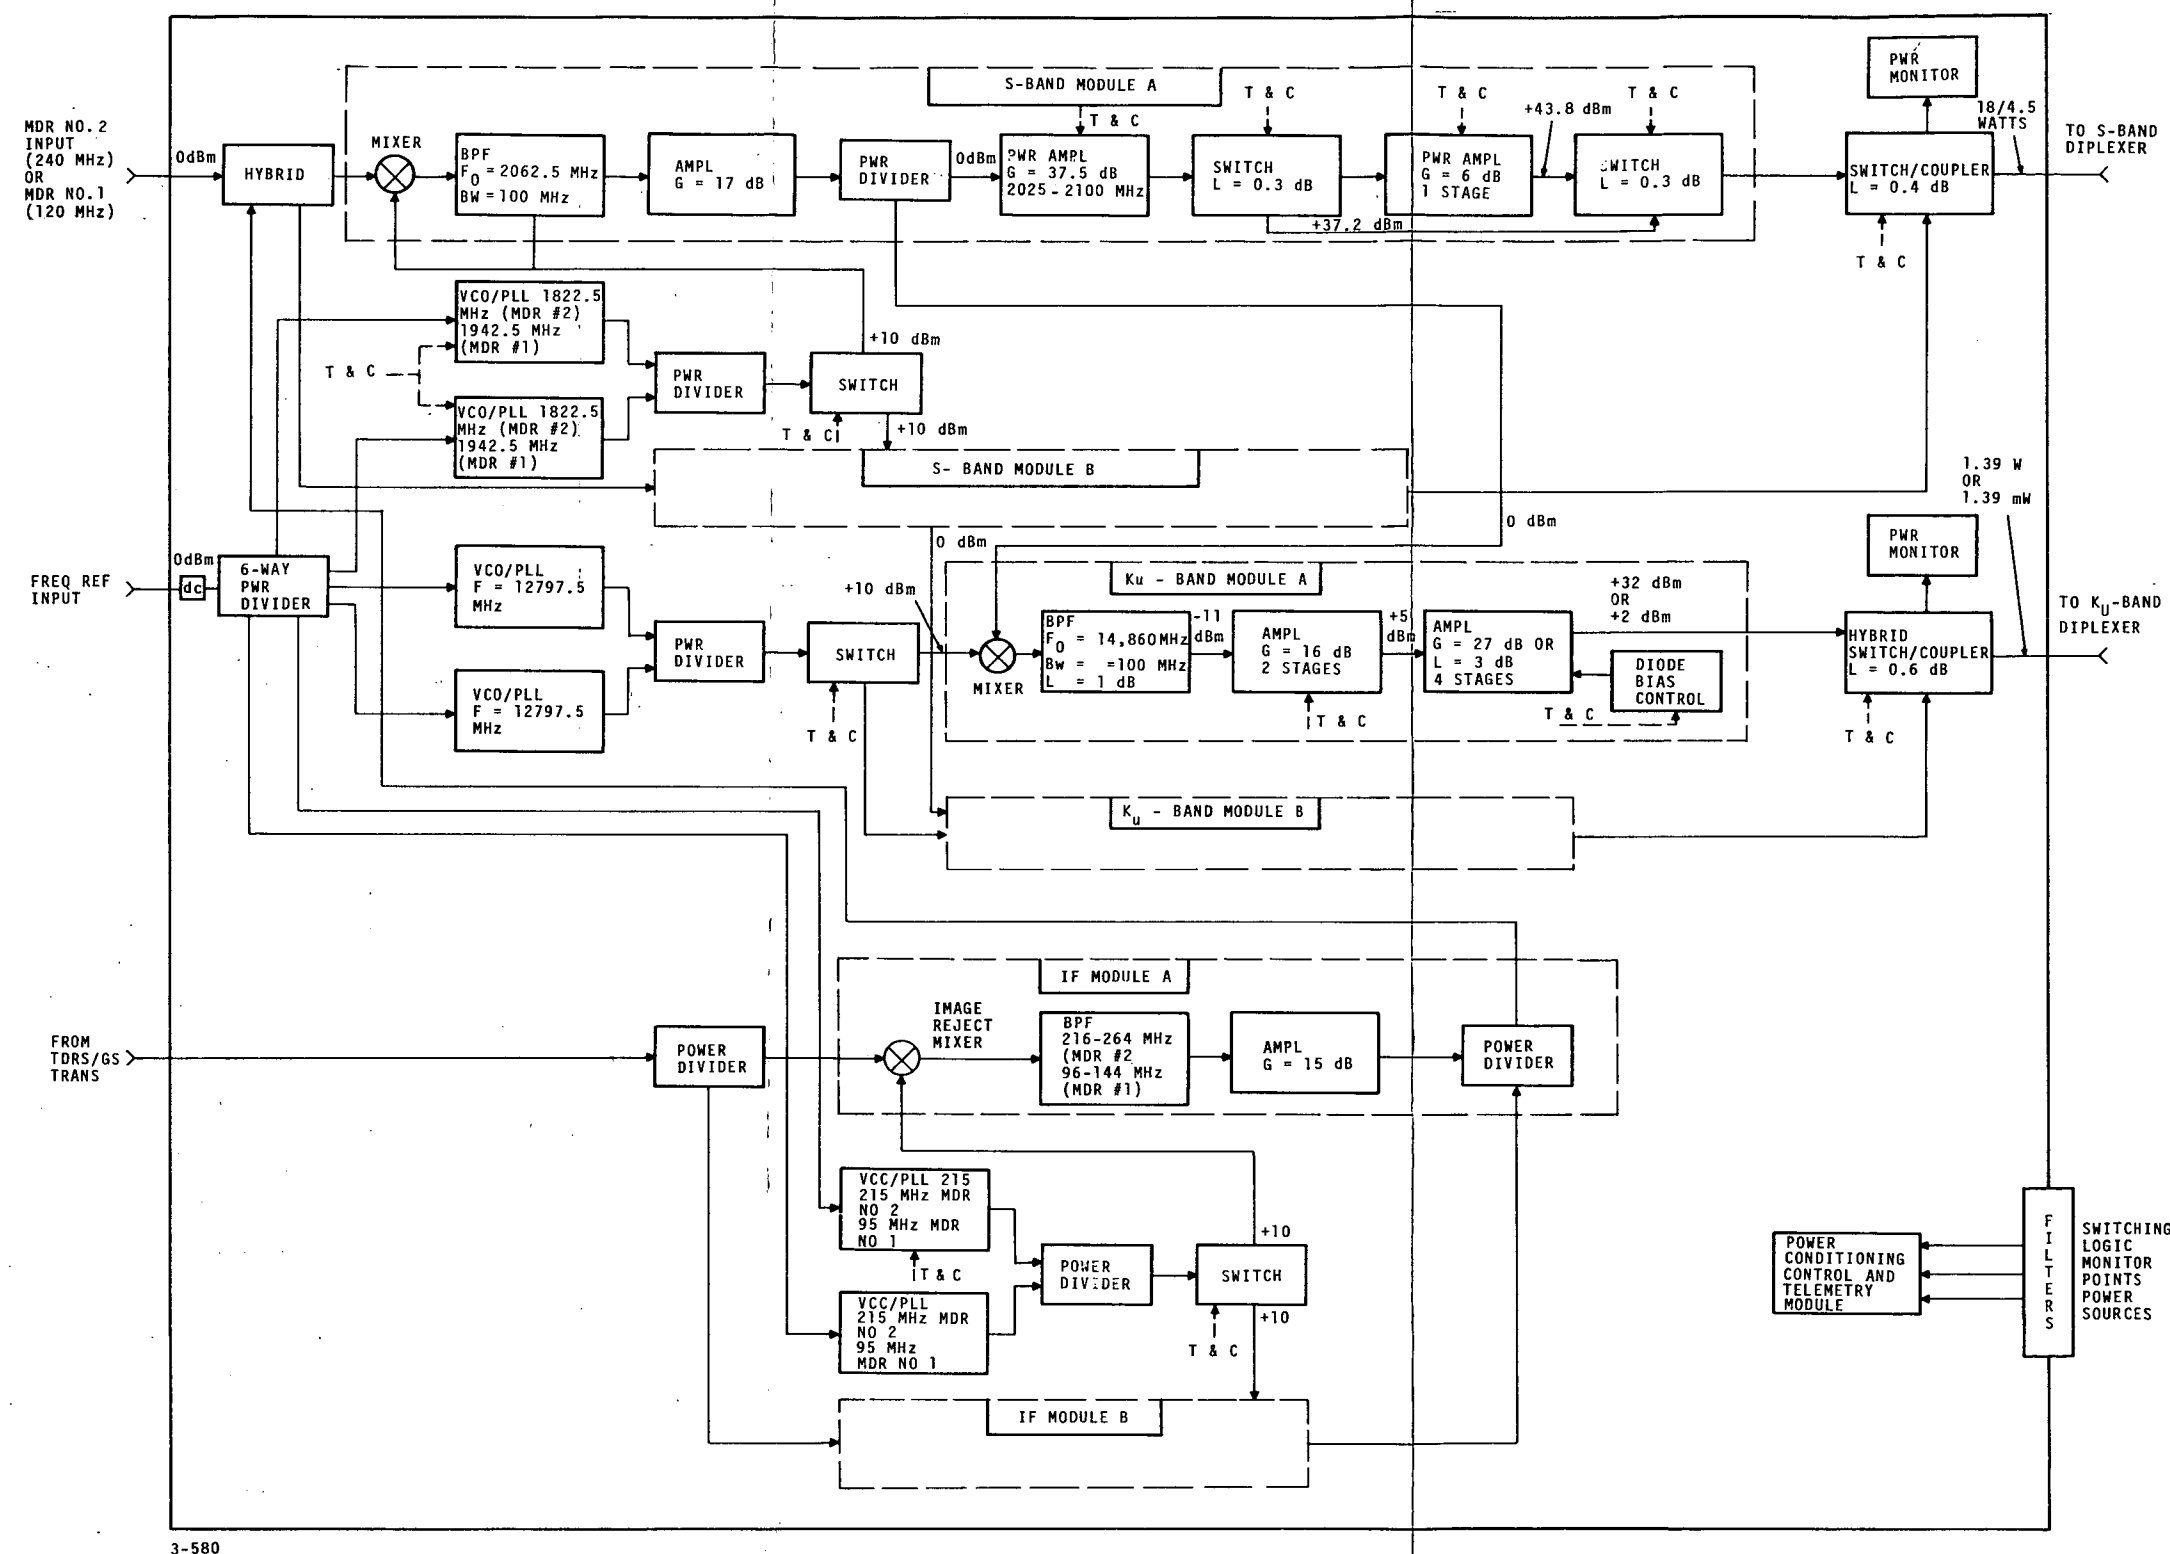 MDR NO.2
INPUT
(240 MHz)
OR
MDR NO.1
(120 MHz)
0dBm
HYBRID
MIXER
BPF
F0 = 2062.5 MHz
BW = 100 MHz
AMPL
G = 17 dB
S-BAND MODULE A
T & C
PWR
DIVIDER
0dBm
PWR AMPL
G = 37.5 dB
2025-2100 MHz
T & C
SWITCH
L = 0.3 dB
+37.2 dBm
T & C
PWR AMPL
G = 6 dB
1 STAGE
+43.8 dBm
T & C
SWITCH
L = 0.3 dB
PWR
MONITOR
18/4.5
WATTS
SWITCH/COUPLER
L = 0.4 dB
T & C
TO S-BAND
DIPLEXER
VCO/PLL 1822.5
MHz (MDR #2)
1942.5 MHz
(MDR #1)
T & C
VCO/PLL 1822.5
MHz (MDR #2)
1942.5 MHz
(MDR #1)
PWR
DIVIDER
+10 dBm
SWITCH
T & C
+10 dBm
S- BAND MODULE B
0 dBm
0 dBm
FREQ REF
INPUT
0dBm
dc
6-WAY
PWR
DIVIDER
VCO/PLL
F = 12797.5
MHz
VCO/PLL
F = 12797.5
MHz
PWR
DIVIDER
SWITCH
T & C
+10 dBm
Ku - BAND MODULE A
MIXER
BPF
F0 = 14,860MHz
Bw = =100 MHz
L = 1 dB
-11
dBm
AMPL
G = 16 dB
2 STAGES
T & C
+5
dBm
AMPL
G = 27 dB OR
L = 3 dB
4 STAGES
+32 dBm
OR
+2 dBm
DIODE
BIAS
CONTROL
T & C
1.39 W
OR
1.39 mW
PWR
MONITOR
HYBRID
SWITCH/COUPLER
L = 0.6 dB
T & C
TO KU-BAND
DIPLEXER
Ku - BAND MODULE B
IF MODULE A
FROM
TDRS/GS
TRANS
POWER
DIVIDER
IMAGE
REJECT
MIXER
BPF
216-264 MHz
(MDR #2
96-144 MHz
(MDR #1)
AMPL
G = 15 dB
POWER
DIVIDER
VCC/PLL 215
215 MHz MDR
NO 2
95 MHz MDR
NO 1
T & C
VCC/PLL
215 MHz MDR
NO 2
95 MHz
MDR NO 1
POWER
DIVIDER
+10
SWITCH
+10
T & C
IF MODULE B
POWER
CONDITIONING
CONTROL AND
TELEMETRY
MODULE
FILTERS
SWITCHING
LOGIC
MONITOR
POINTS
POWER
SOURCES
3-580